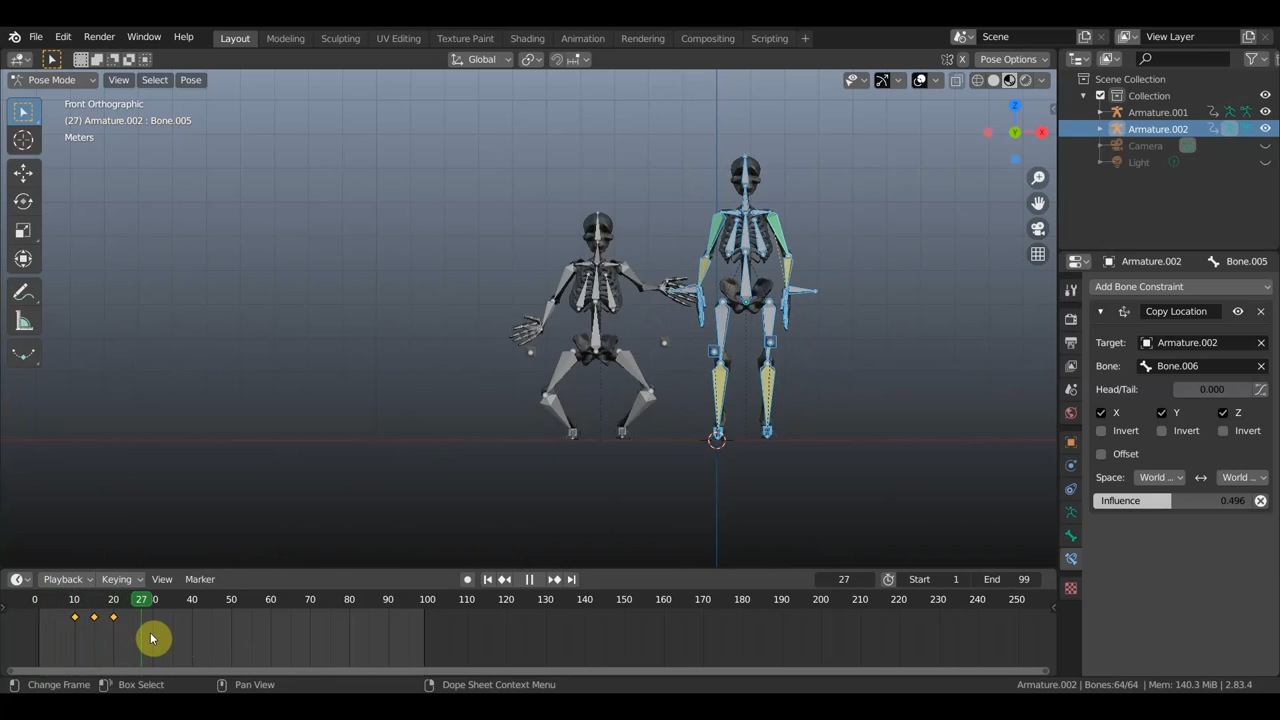 File Edit Render Window Help Layout Modeling Sculpting UV Editing Texture Paint Shading Animation Rendering Compositing Scripting + Scene View Layer
Global Pose Options
Pose Mode View Select Pose
Front Orthographic
(27) Armature.002 : Bone.005
Meters
X
Z
X
Scene Collection
Collection
Armature.001
Armature.002
Camera
Light
Armature.002 Bone.005
Add Bone Constraint
Copy Location
Target: Armature.002
Bone: Bone.006
Head/Tail: 0.000
X Y Z
Invert Invert Invert
Offset
Space: World ... World ...
Influence 0.496
Playback Keying View Marker 27 Start 1 End 99
0 10 20 27 0 40 50 60 70 80 90 100 110 120 130 140 150 160 170 180 190 200 210 220 230 240 250
Change Frame Box Select Pan View Dope Sheet Context Menu Armature.002 | Bones:64/64 | Mem: 140.3 MiB | 2.83.4